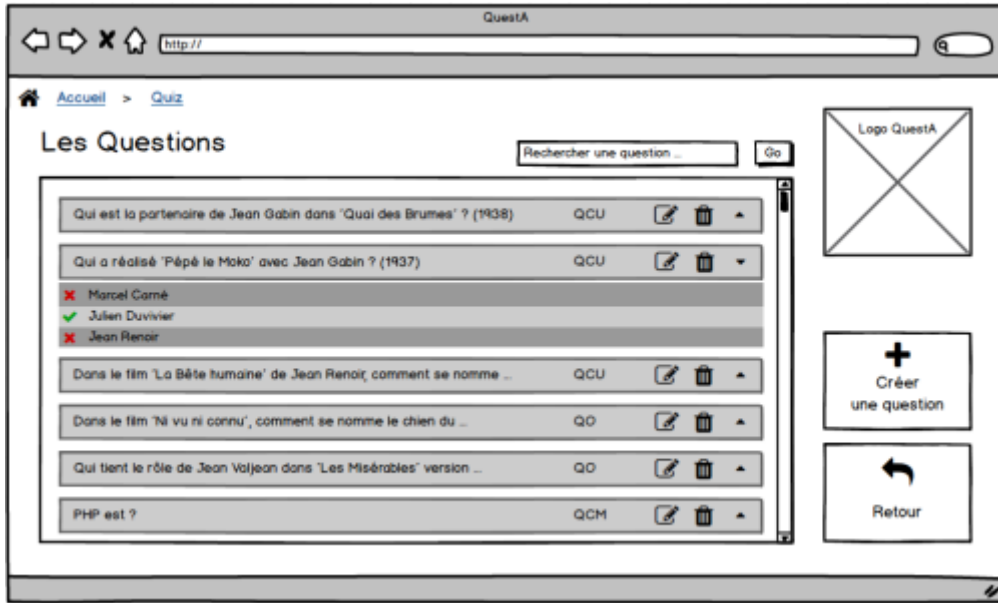 QuestA
http://
Accueil > Quiz
Les Questions
Rechercher une question ...
Go
Logo QuestA
Qui est la partenaire de Jean Gabin dans "Quai des Brumes" ? (1938) QCU
Qui a réalisé "Pépé le Moko" avec Jean Gabin ? (1937) QCU
Marcel Carné
Julien Duvivier
Jean Renoir
Dans le film "La Bête humaine" de Jean Renoir, comment se nomme ... QCU
Dans le film "Ni vu ni connu", comment se nomme le chien du ... QO
Qui tient le rôle de Jean Valjean dans "Les Misérables" version ... QO
PHP est ? QCM
Créer
une question
Retour